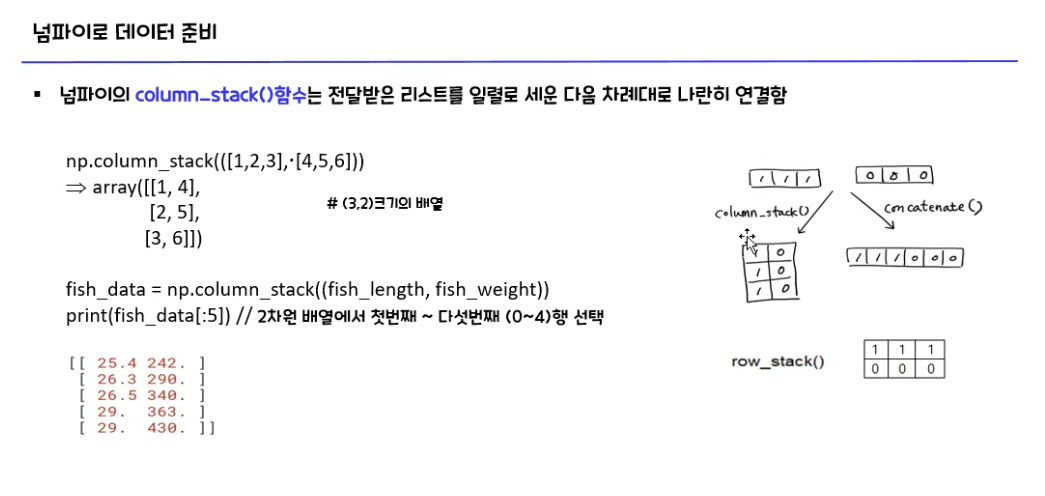 넘파이로 데이터 준비
▪ 넘파이의 column_stack()함수는 전달받은 리스트를 일렬로 세운 다음 차례대로 나란히 연결함
np.column_stack(([1,2,3],·[4,5,6]))
⇒ array([[1, 4],
[2, 5],
[3, 6]])
# (3,2)크기의 배열
fish_data = np.column_stack((fish_length, fish_weight))
print(fish_data[:5]) // 2차원 배열에서 첫번째 ~ 다섯번째 (0~4)행 선택
[[ 25.4 242. ]
[ 26.3 290. ]
[ 26.5 340. ]
[ 29. 363. ]
[ 29. 430. ]]
1 1 1
0 0 0
column_stack()
concatenate()
1 0
1 0
1 0
1 1 1 0 0 0
row_stack()
1 1 1
0 0 0